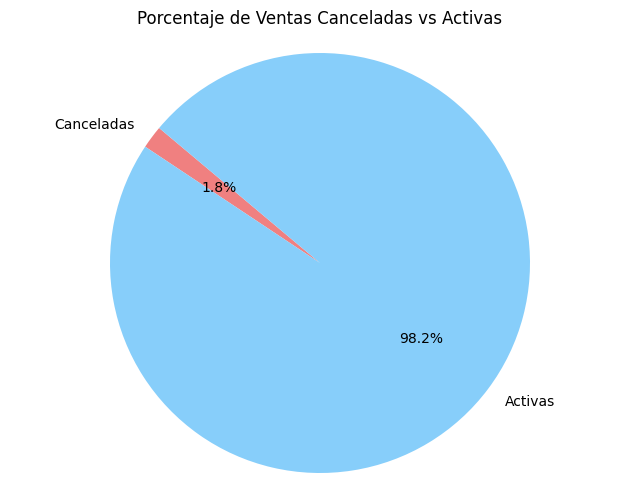 Porcentaje de Ventas Canceladas vs Activas
Canceladas
1.8%
98.2%
Activas